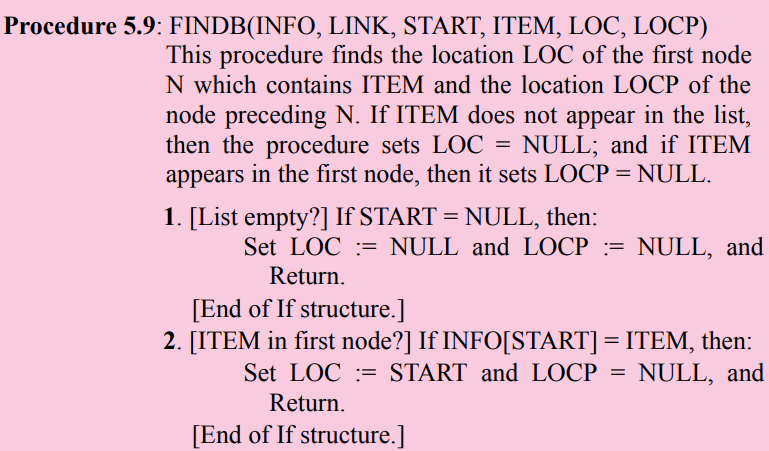 Procedure 5.9: FINDB(INFO, LINK, START, ITEM, LOC, LOCP)
This procedure finds the location LOC of the first node
N which contains ITEM and the location LOCP of the
node preceding N. If ITEM does not appear in the list,
then the procedure sets LOC = NULL; and if ITEM
appears in the first node, then it sets LOCP = NULL.
1. [List empty?] If START = NULL, then:
Set LOC := NULL and LOCP := NULL, and
Return.
[End of If structure.]
2. [ITEM in first node?] If INFO[START] = ITEM, then:
Set LOC := START and LOCP = NULL, and
Return.
[End of If structure.]